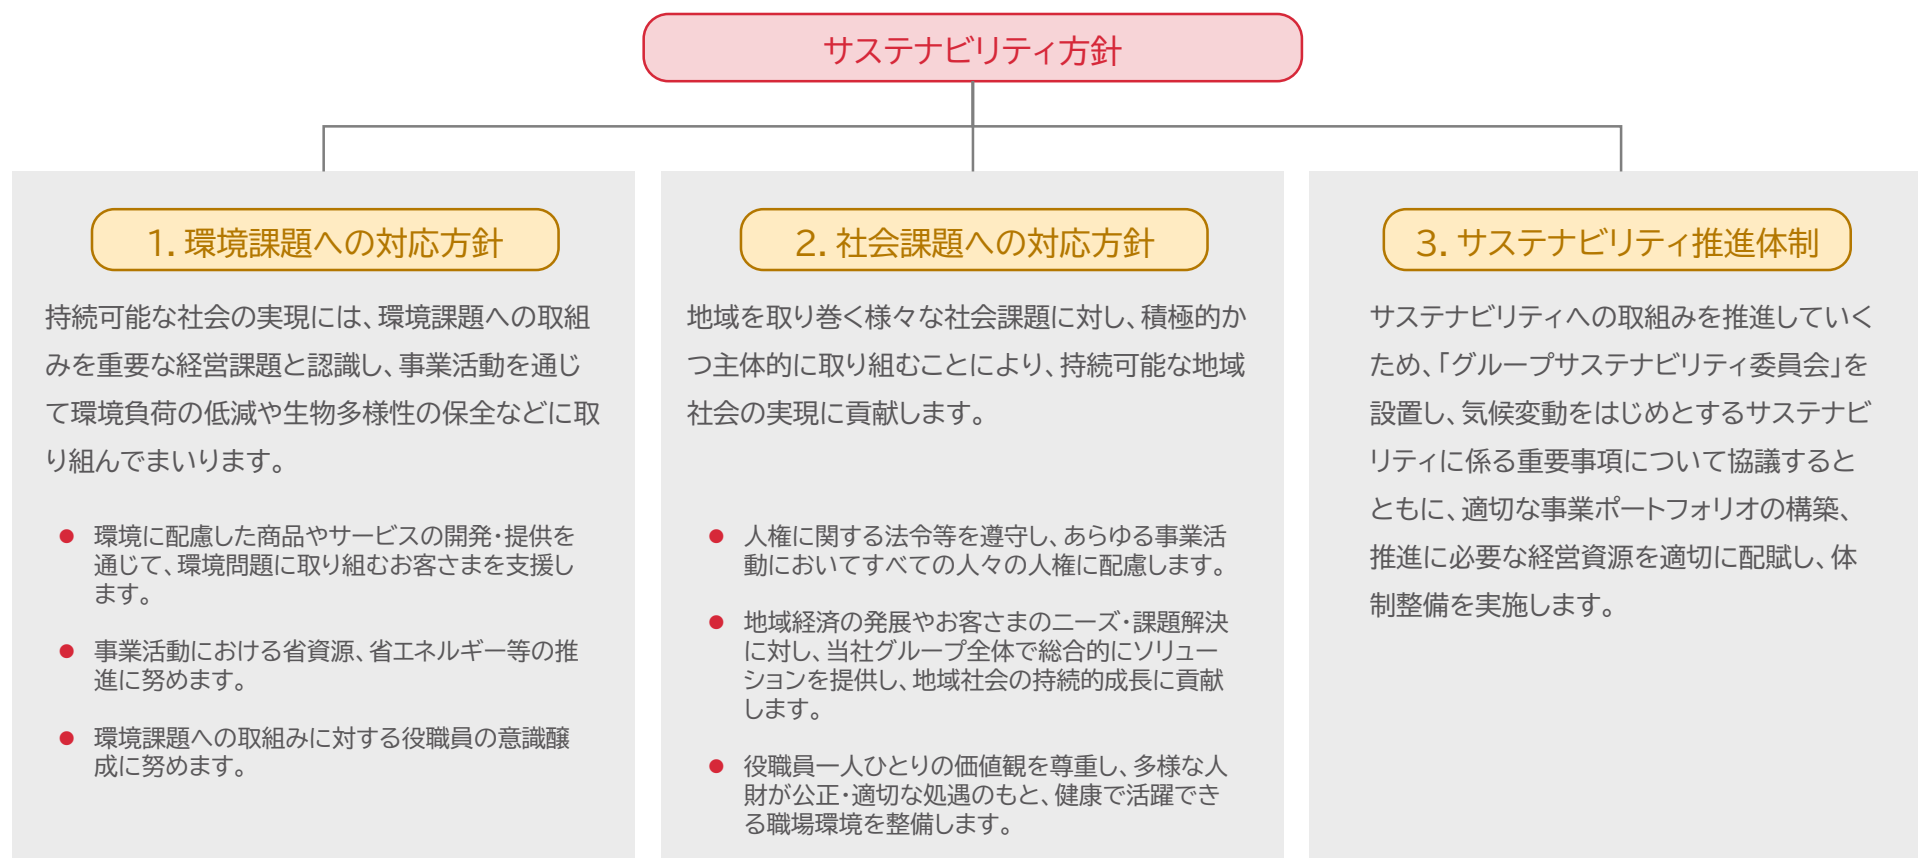 サステナビリティ方針
1. 環境課題への対応方針
持続可能な社会の実現には、環境課題への取組
みを重要な経営課題と認識し、事業活動を通じ
て環境負荷の低減や生物多様性の保全などに取
り組んでまいります。
● 環境に配慮した商品やサービスの開発・提供を
通じて、環境問題に取り組むお客さまを支援し
ます。
● 事業活動における省資源、省エネルギー等の推
進に努めます。
● 環境課題への取組みに対する役職員の意識醸
成に努めます。
2. 社会課題への対応方針
地域を取り巻く様々な社会課題に対し、積極的か
つ主体的に取り組むことにより、持続可能な地域
社会の実現に貢献します。
● 人権に関する法令等を遵守し、あらゆる事業活
動においてすべての人々の人権に配慮します。
● 地域経済の発展やお客さまのニーズ・課題解決
に対し、当社グループ全体で総合的にソリュー
ションを提供し、地域社会の持続的成長に貢献
します。
● 役職員一人ひとりの価値観を尊重し、多様な人
財が公正・適切な処遇のもと、健康で活躍でき
る職場環境を整備します。
3. サステナビリティ推進体制
サステナビリティへの取組みを推進していく
ため、「グループサステナビリティ委員会」を
設置し、気候変動をはじめとするサステナビ
リティに係る重要事項について協議すると
ともに、適切な事業ポートフォリオの構築、
推進に必要な経営資源を適切に配賦し、体
制整備を実施します。